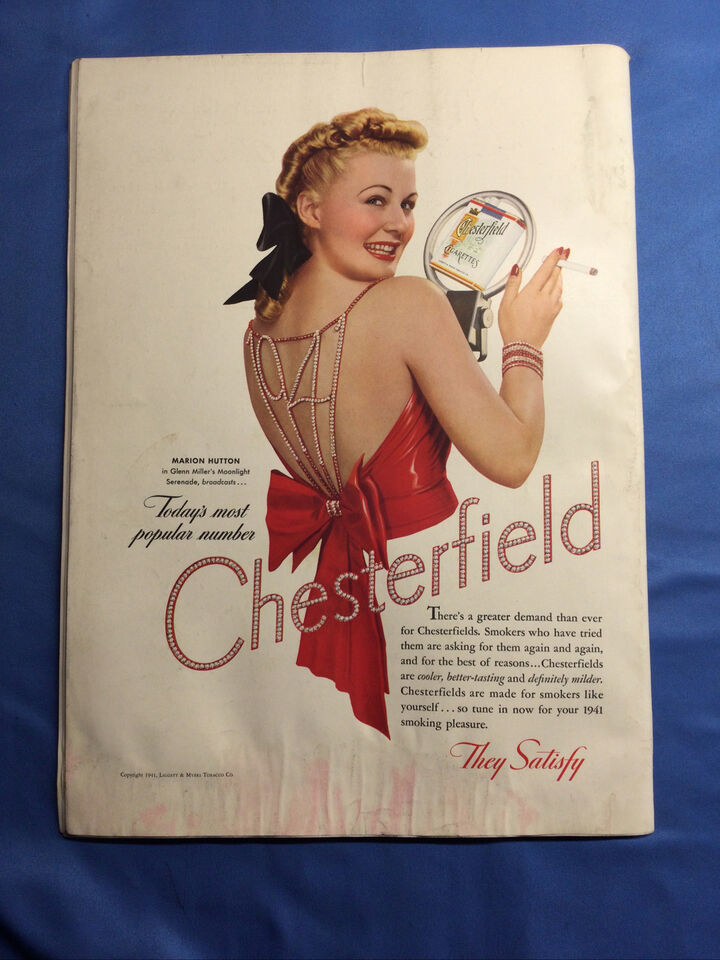 Chesterfield
CIGARETTES
1941
MARION HUTTON
in Glenn Miller's Moonlight
Serenade, broadcasts...
Today's most
popular number
Chesterfield
There's a greater demand than ever
for Chesterfields. Smokers who have tried
them are asking for them again and again,
and for the best of reasons...Chesterfields
are cooler, better-tasting and definitely milder.
Chesterfields are made for smokers like
yourself...so tune in now for your 1941
smoking pleasure.
They Satisfy
Copyright 1941, LIGGETT & MYERS TOBACCO CO.